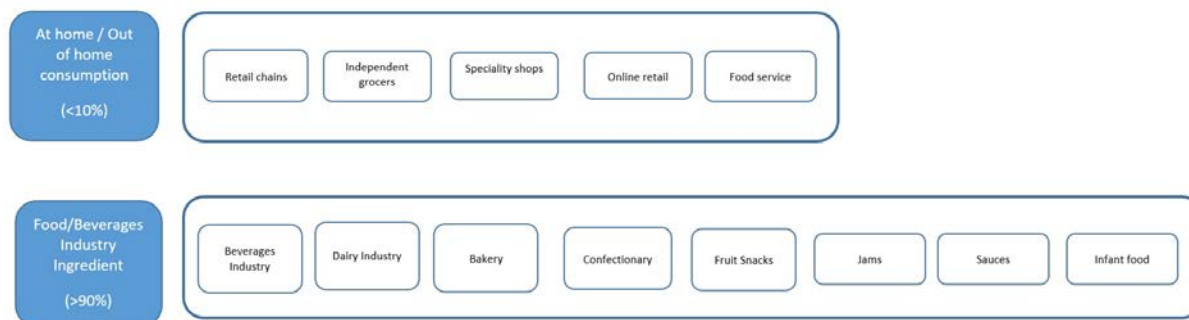 At home / Out
of home
consumption
(<10%)
Retail chains
Independent
grocers
Speciality shops
Online retail
Food service
Food/Beverages
Industry
Ingredient
(>90%)
Beverages
Industry
Dairy Industry
Bakery
Confectionary
Fruit Snacks
Jams
Sauces
Infant food